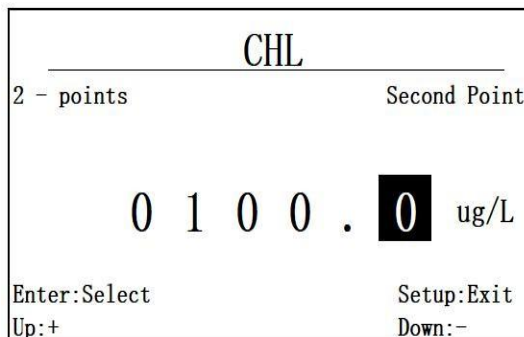 CHL
2 - points Second Point
0 1 0 0 . 0 ug/L
Enter:Select Setup:Exit
Up:+ Down:-